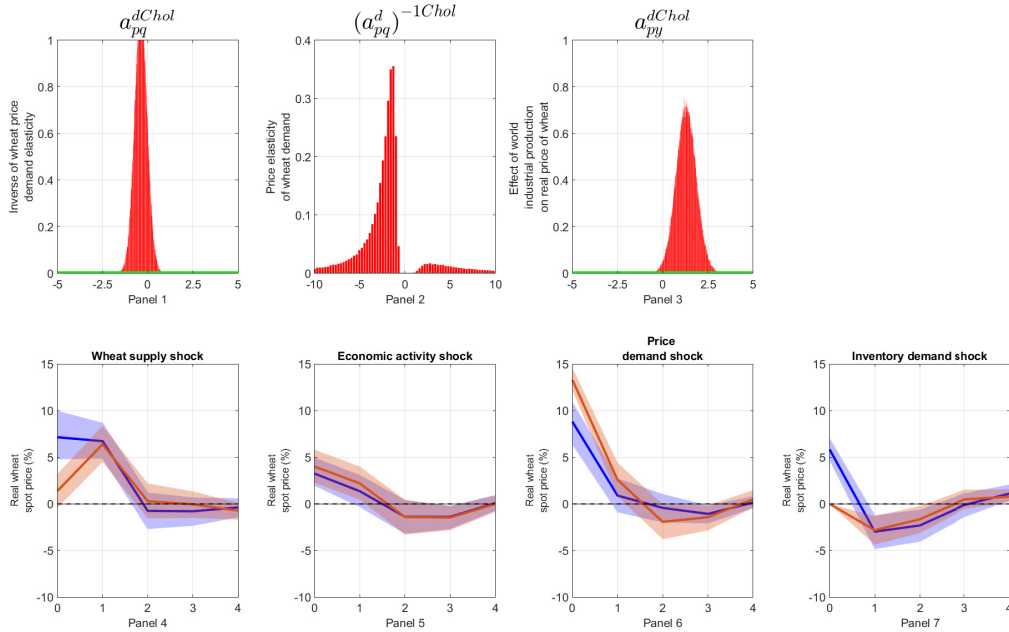 a_{pq}^{dChol}
1
0.8
0.6
0.4
0.2
0
-5
-2.5
0
2.5
5
Inverse of wheat price
demand elasticity
Panel 1
(a_{pq}^{d})^{-1Chol}
0.4
0.3
0.2
0.1
0
-10
-5
0
5
10
Price elasticity
of wheat demand
Panel 2
a_{py}^{dChol}
1
0.8
0.6
0.4
0.2
0
-5
-2.5
0
2.5
5
Effect of world
industrial production
on real price of wheat
Panel 3
Wheat supply shock
15
10
5
0
-5
-10
0
1
2
3
4
Real wheat
spot price (%)
Panel 4
Economic activity shock
15
10
5
0
-5
-10
0
1
2
3
4
Real wheat
spot price (%)
Panel 5
Price
demand shock
15
10
5
0
-5
-10
0
1
2
3
4
Real wheat
spot price (%)
Panel 6
Inventory demand shock
15
10
5
0
-5
-10
0
1
2
3
4
Real wheat
spot price (%)
Panel 7